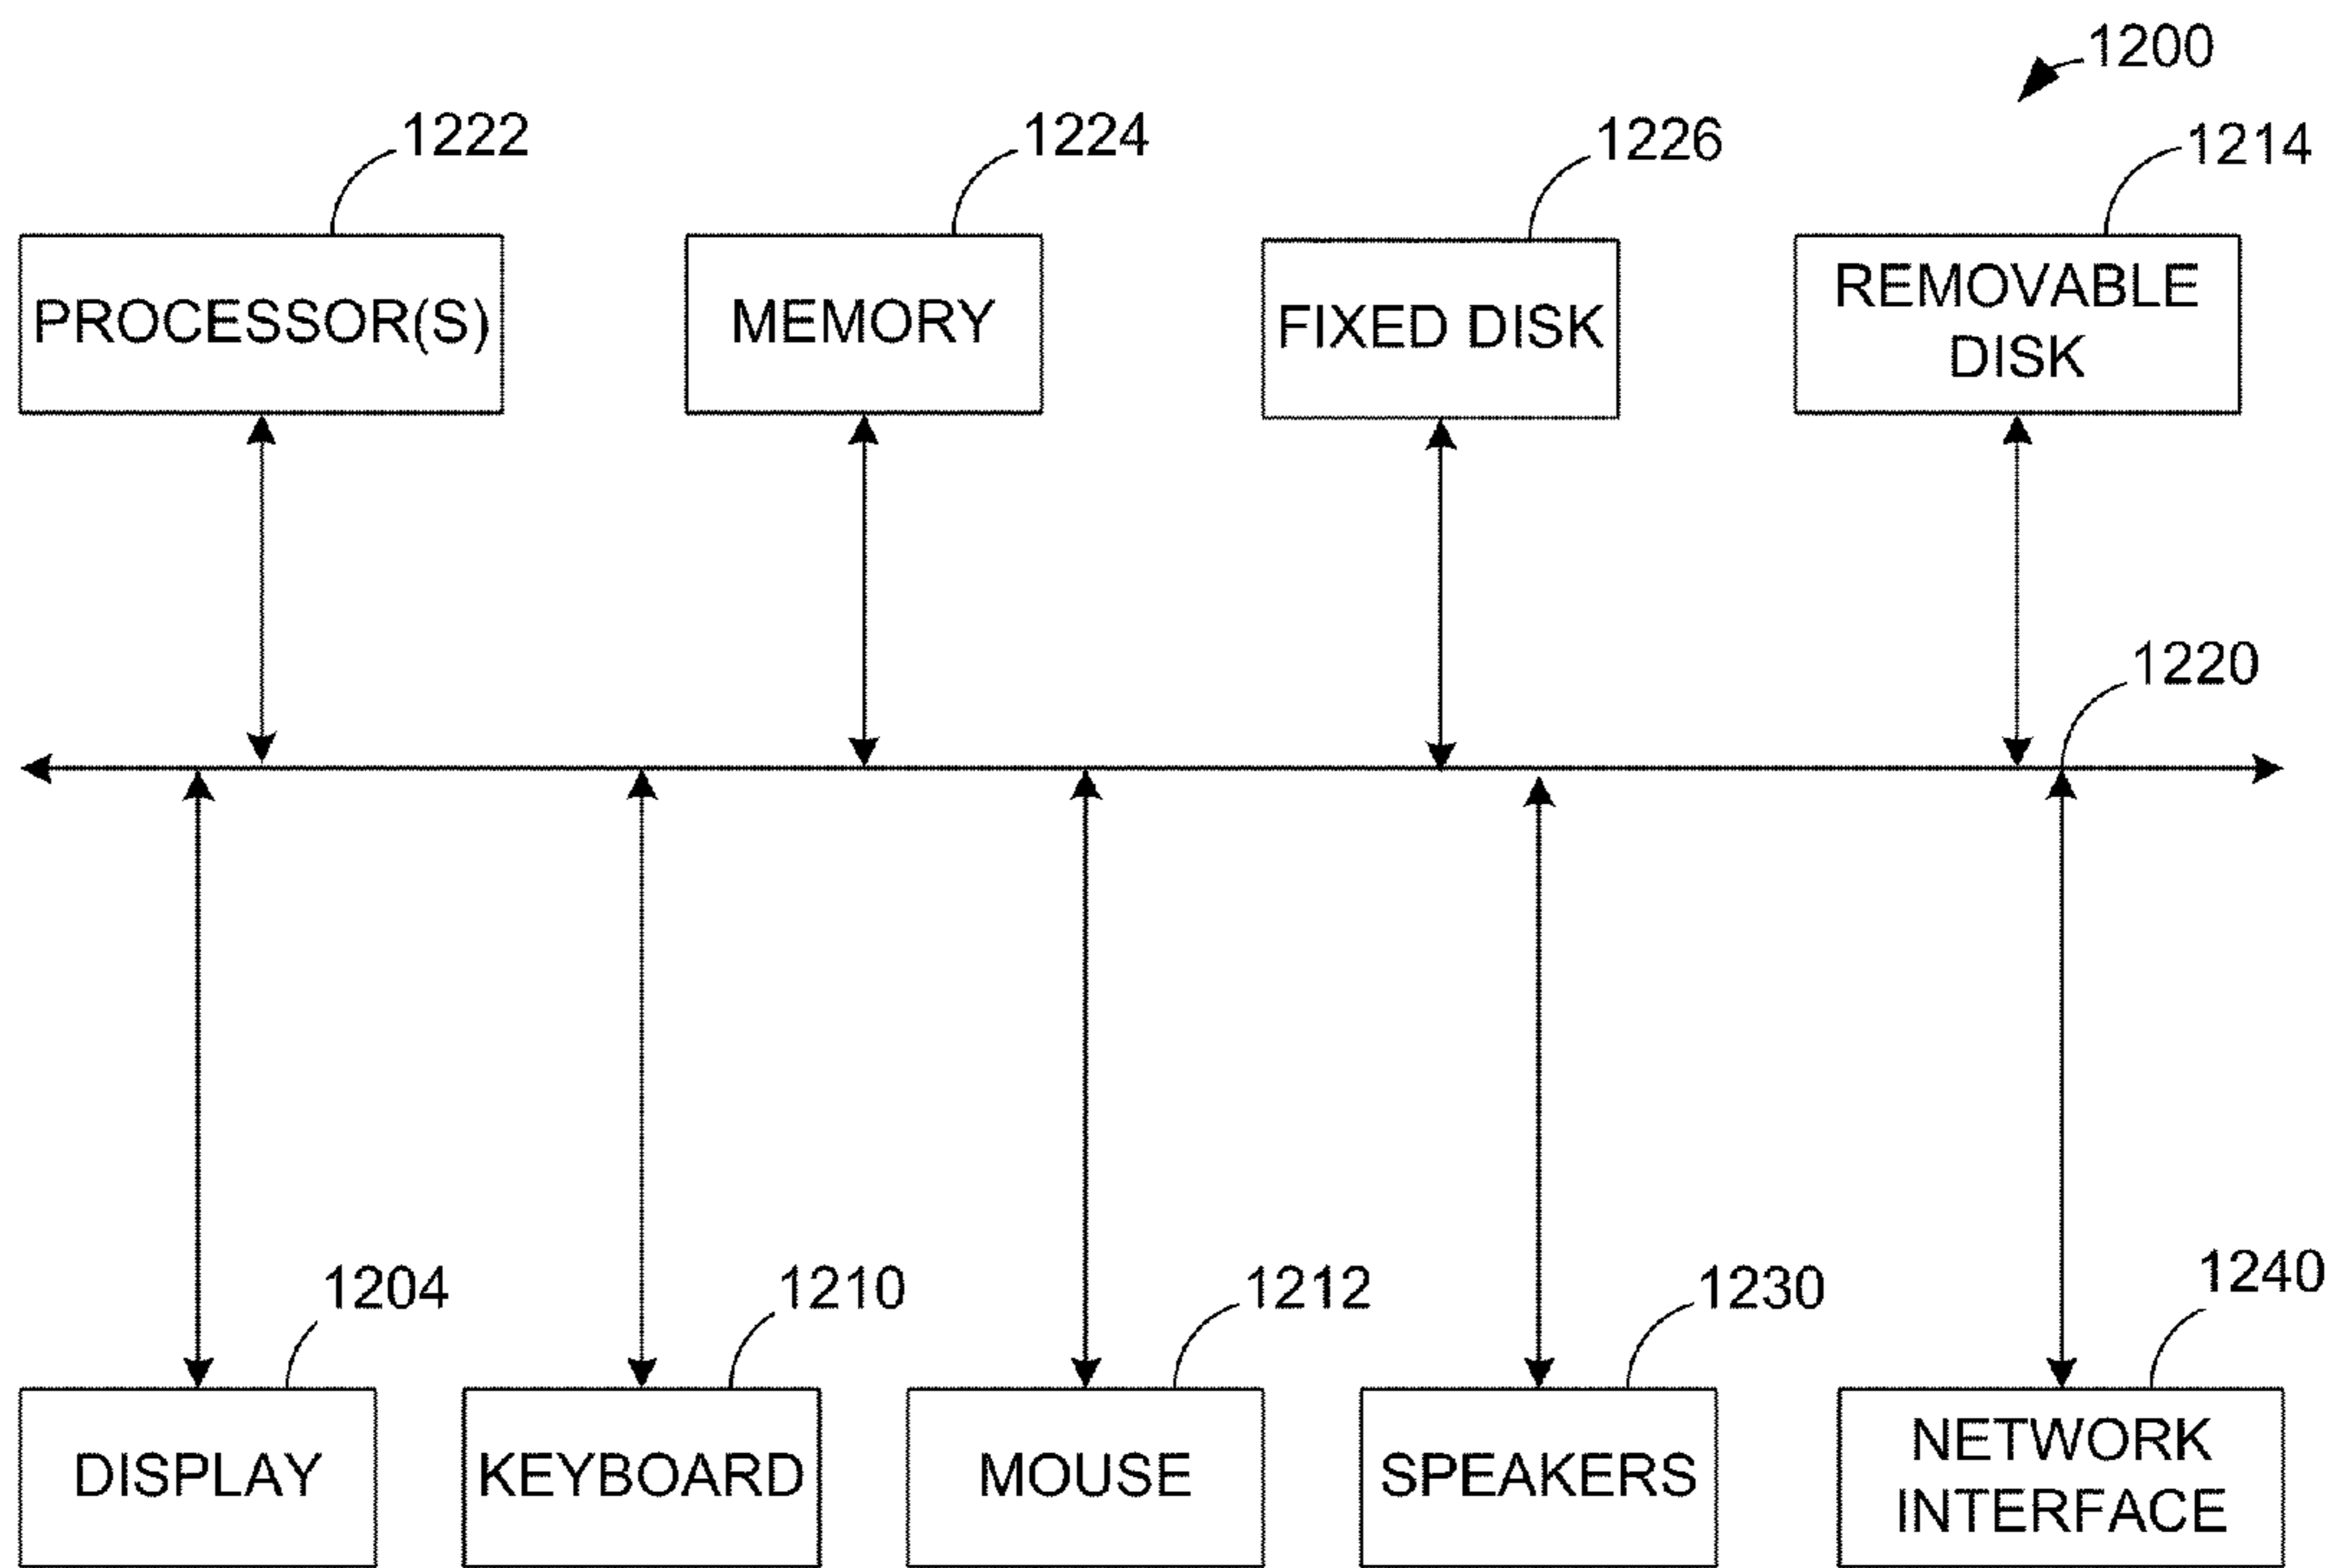 1200
1222
1224
1226
1214
PROCESSOR(S)
MEMORY
FIXED DISK
REMOVABLE
DISK
1220
1204
1210
1212
1230
1240
DISPLAY
KEYBOARD
MOUSE
SPEAKERS
NETWORK
INTERFACE